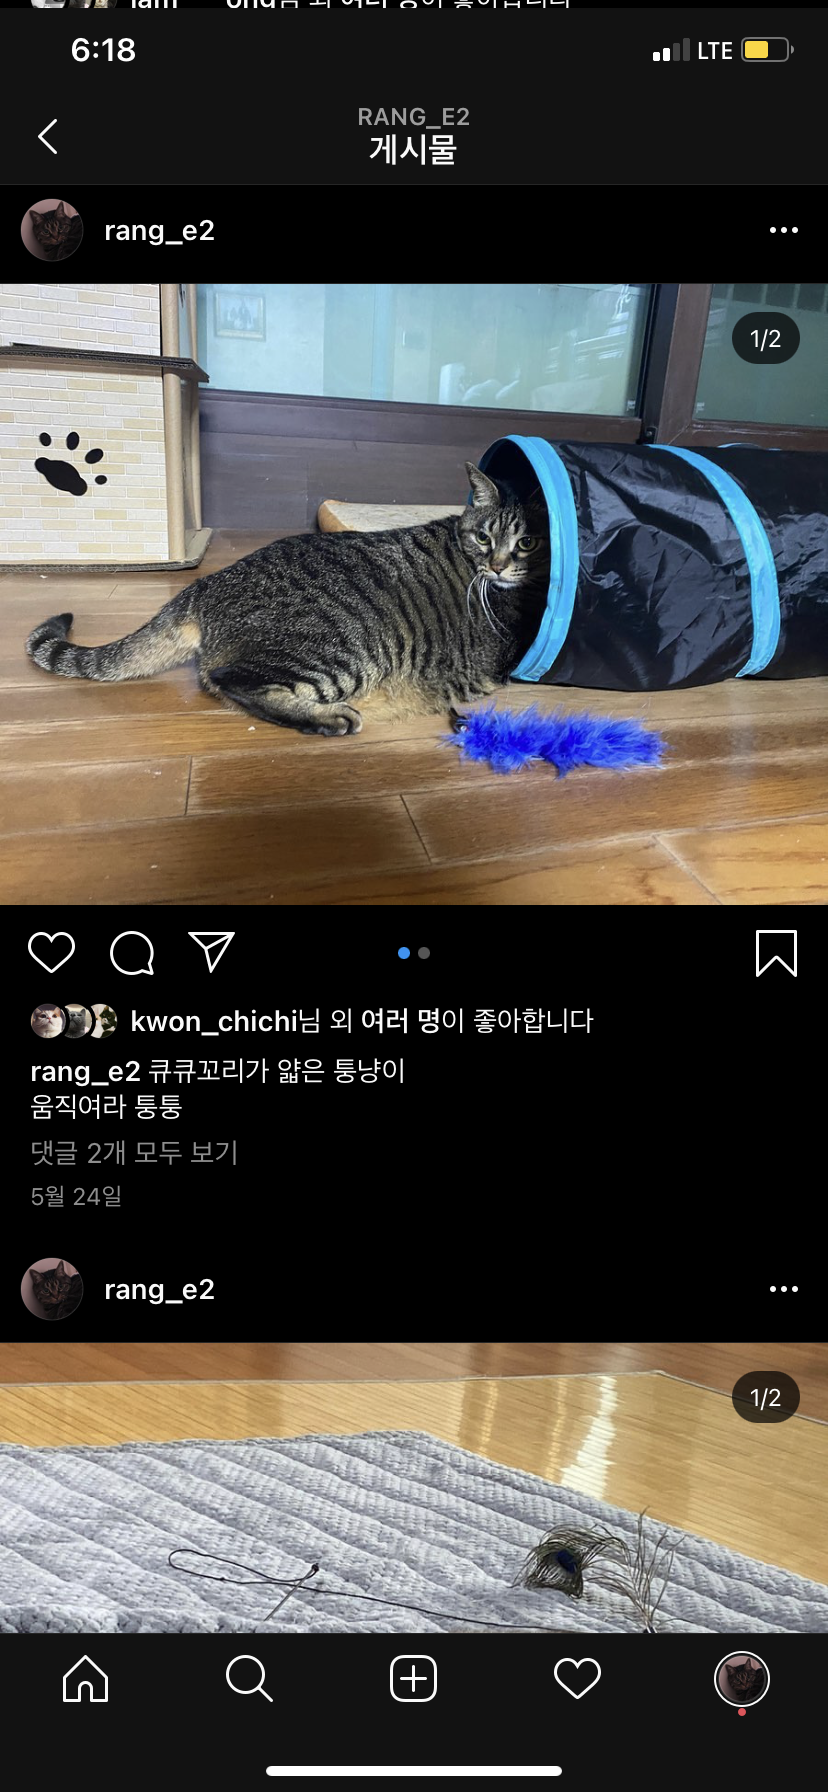 6:18
LTE
RANG_E2
게시물
rang_e2
1/2
kwon_chichi님 외 여러 명이 좋아합니다
rang_e2 큐큐꼬리가 얇은 퉁냥이
움직여라 퉁퉁
댓글 2개 모두 보기
5월 24일
rang_e2
1/2